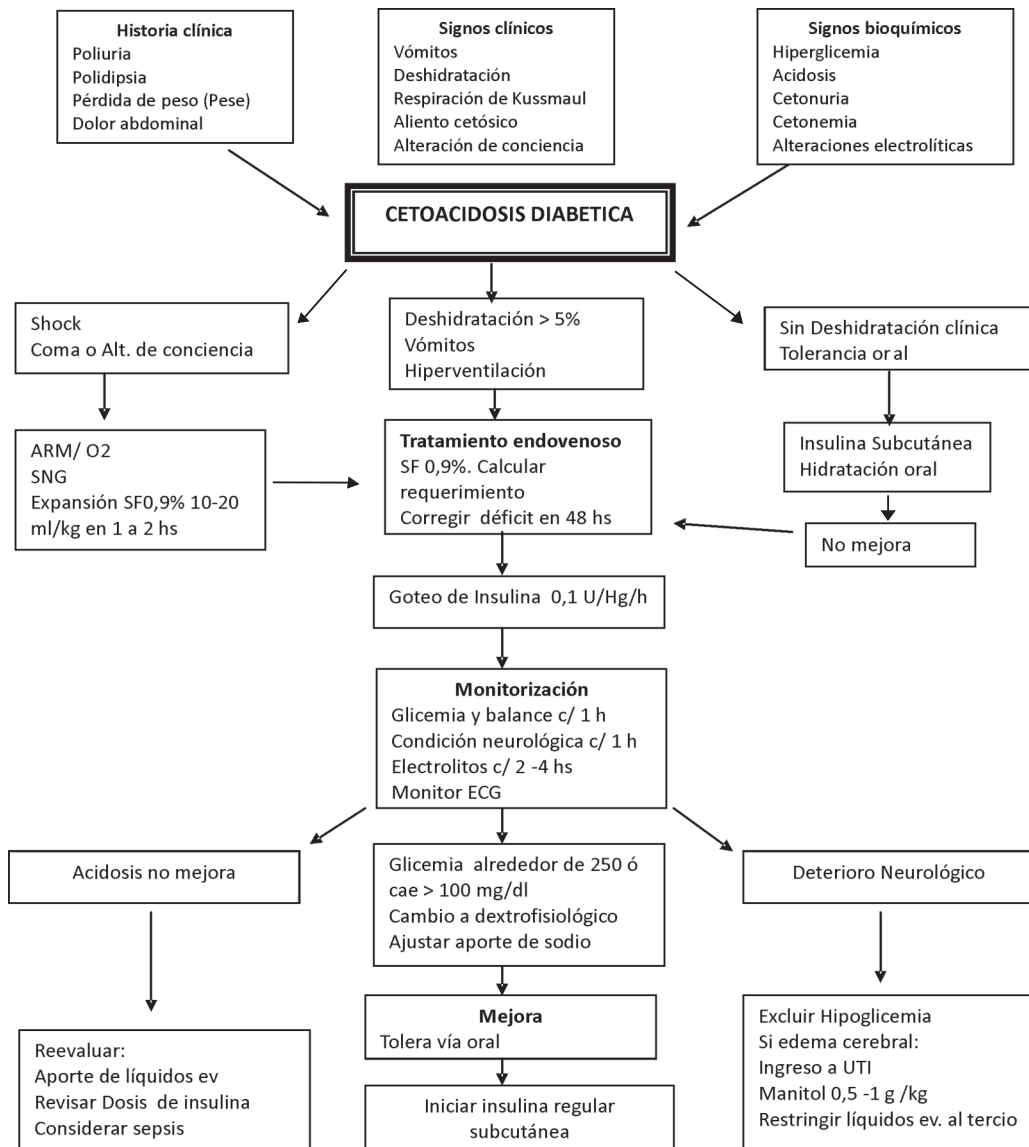 Historia clínica
Poliuria
Polidipsia
Pérdida de peso (Pese)
Dolor abdominal
Signos clínicos
Vómitos
Deshidratación
Respiración de Kussmaul
Aliento cetósico
Alteración de conciencia
Signos bioquímicos
Hiperglicemia
Acidosis
Cetonuria
Cetonemia
Alteraciones electrolíticas
CETOACIDOSIS DIABETICA
Shock
Coma o Alt. de conciencia
Deshidratación > 5%
Vómitos
Hiperventilación
Sin Deshidratación clínica
Tolerancia oral
ARM/ O2
SNG
Expansión SF0,9% 10-20
ml/kg en 1 a 2 hs
Tratamiento endovenoso
SF 0,9%. Calcular
requerimiento
Corregir déficit en 48 hs
Insulina Subcutánea
Hidratación oral
No mejora
Goteo de Insulina 0,1 U/Hg/h
Monitorización
Glicemia y balance c/ 1 h
Condición neurológica c/ 1 h
Electrolitos c/ 2 -4 hs
Monitor ECG
Acidosis no mejora
Glicemia alrededor de 250 ó
cae > 100 mg/dl
Cambio a dextrofisiológico
Ajustar aporte de sodio
Deterioro Neurológico
Reevaluar:
Aporte de líquidos ev
Revisar Dosis de insulina
Considerar sepsis
Mejora
Tolera vía oral
Iniciar insulina regular
subcutánea
Excluir Hipoglicemia
Si edema cerebral:
Ingreso a UTI
Manitol 0,5 -1 g /kg
Restringir líquidos ev. al tercio